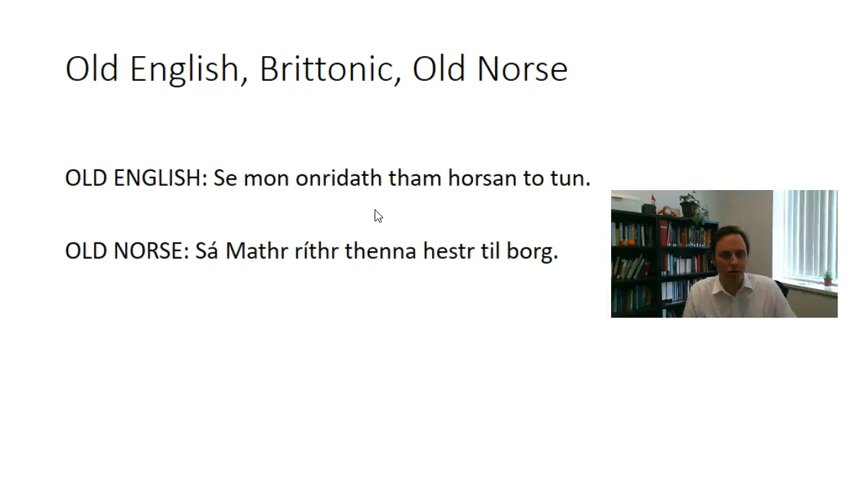 Old English, Brittonic, Old Norse
OLD ENGLISH: Se mon onridath tham horsan to tun.
OLD NORSE: Sá Mathr ríthr thenna hestr til borg.